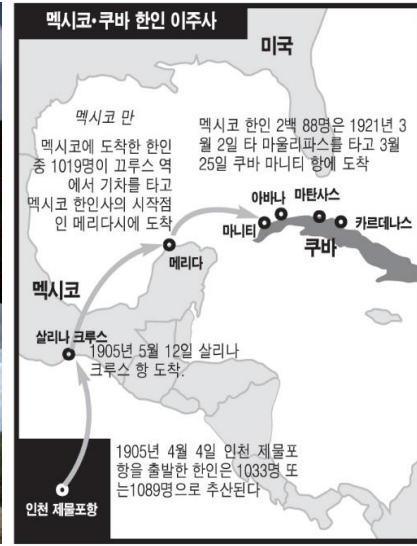 멕시코·쿠바 한인 이주사
미국
멕시코 만
멕시코에 도착한 한인
중 1019명이 끄루스 역
에서 기차를 타고
멕시코 한인사의 시작점
인 메리다시에 도착
멕시코 한인 2백 88명은 1921년 3
월 2일 타 마울리파스를 타고 3월
25일 쿠바 마니티 항에 도착
아바나
마탄사스
마니티
카르데나스
쿠바
메리다
멕시코
살리나 크루스
1905년 5월 12일 살리나
크루스 항 도착.
1905년 4월 4일 인천 제물포
항을 출발한 한인은 1033명 또
는1089명으로 추산된다
인천 제물포항